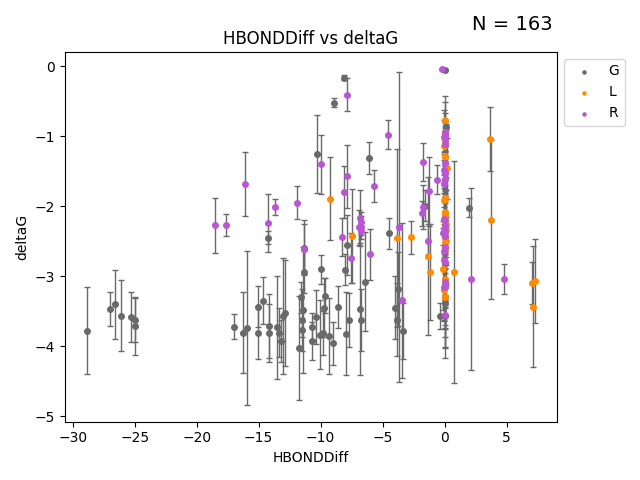 N = 163
HBONDDiff vs deltaG
G
L
R
0
−1
−2
−3
−4
−5
deltaG
−30 −25 −20 −15 −10 −5 0 5
HBONDDiff